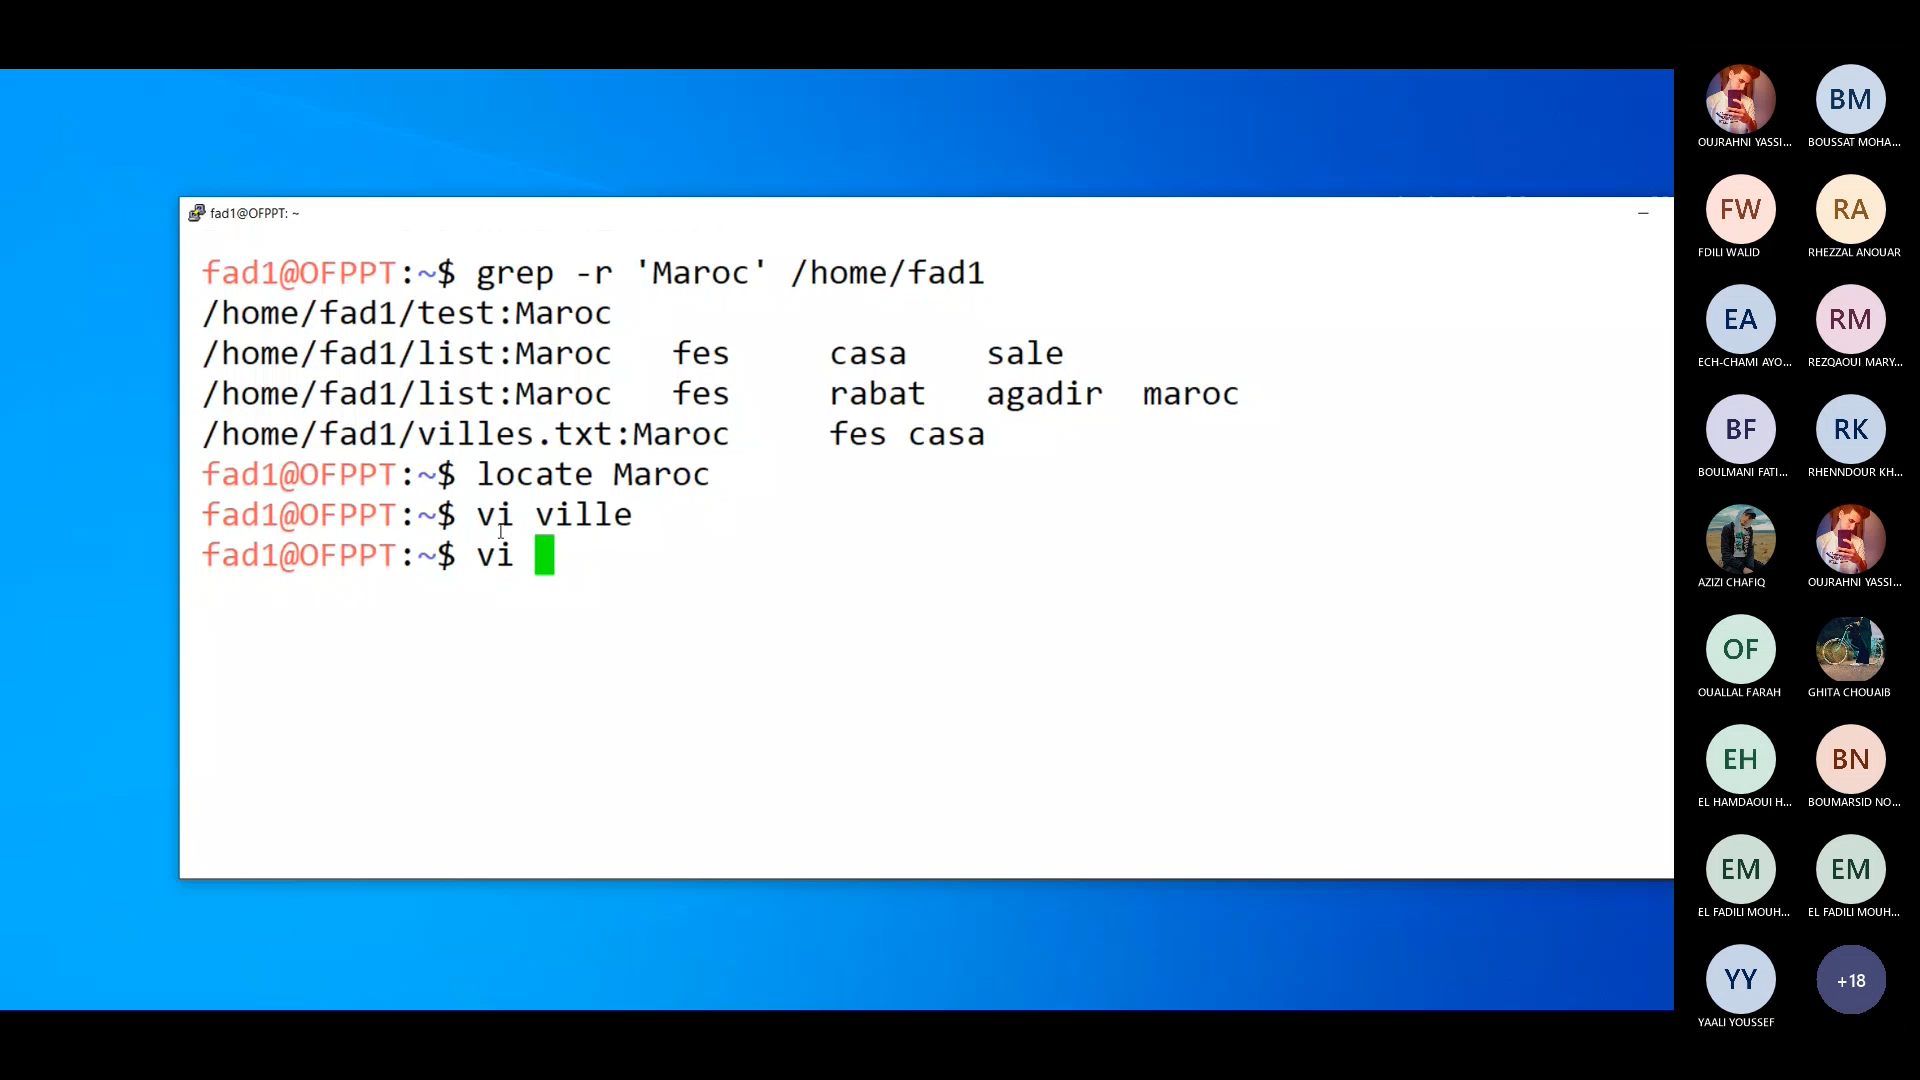 fad1@OFPPT: ~
fad1@OFPPT:~$ grep -r 'Maroc' /home/fad1
/home/fad1/test:Maroc
/home/fad1/list:Maroc fes casa sale
/home/fad1/list:Maroc fes rabat agadir maroc
/home/fad1/villes.txt:Maroc fes casa
fad1@OFPPT:~$ locate Maroc
fad1@OFPPT:~$ vi ville
fad1@OFPPT:~$ vi
OUJRAHNI YASSI...
BM
BOUSSAT MOHA...
FW
FDILI WALID
RA
RHEZZAL ANOUAR
EA
ECH-CHAMI AYO...
RM
REZQAOUI MARY...
BF
BOULMANI FATI...
RK
RHENNDOUR KH...
AZIZI CHAFIQ
OUJRAHNI YASSI...
OF
OUALLAL FARAH
GHITA CHOUAIB
EH
EL HAMDAOUI H...
BN
BOUMARSID NO...
EM
EL FADILI MOUH...
EM
EL FADILI MOUH...
YY
YAALI YOUSSEF
+18